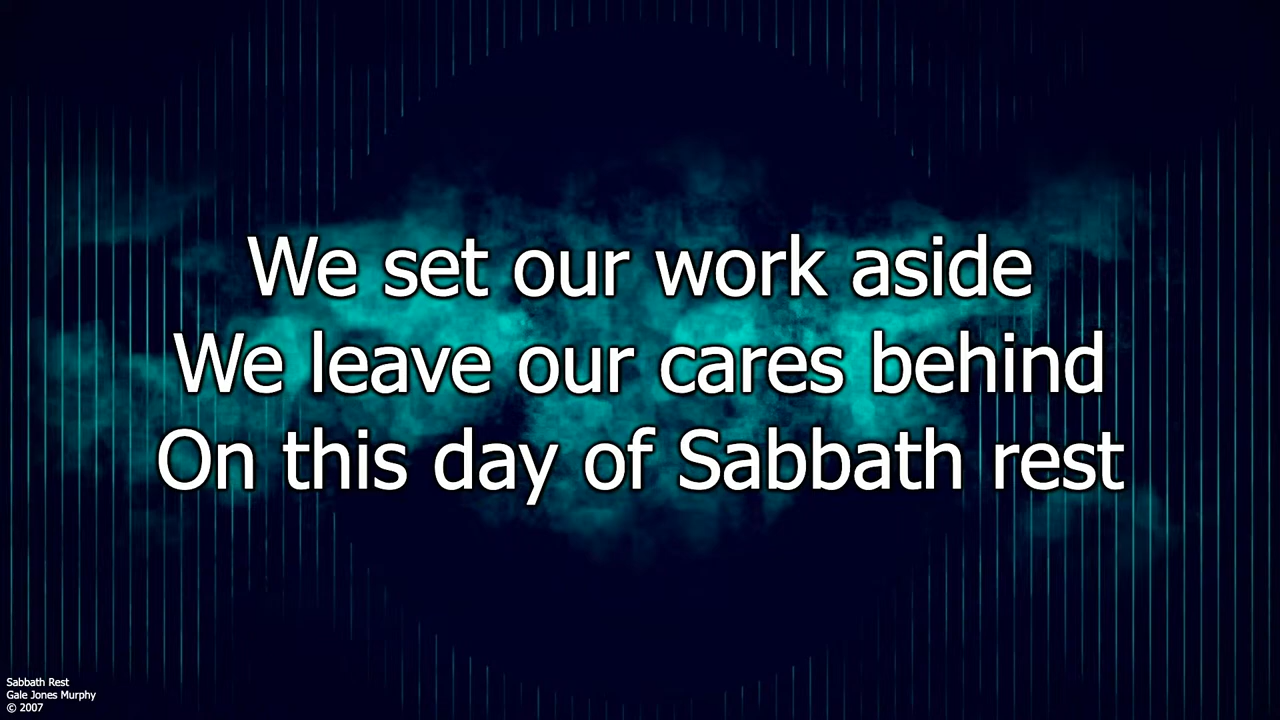 We set our work aside
We leave our cares behind
On this day of Sabbath rest
Sabbath Rest
Gale Jones Murphy
© 2007